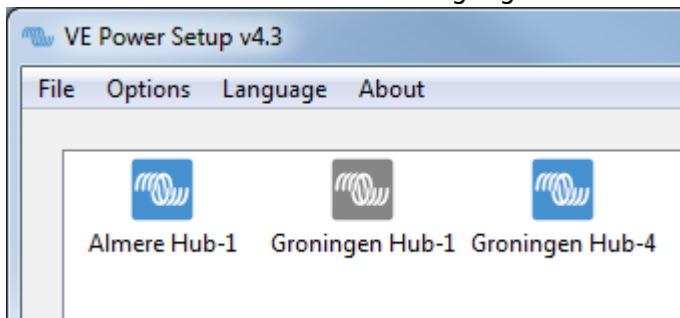 VE Power Setup v4.3
File Options Language About
Almere Hub-1 Groningen Hub-1 Groningen Hub-4